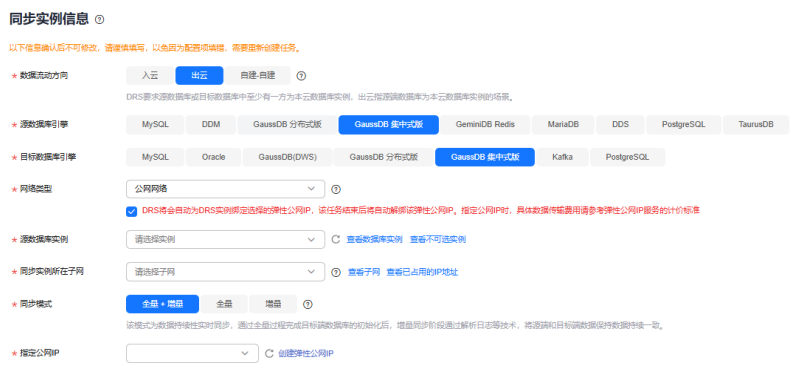 同步实例信息
以下信息确认后不可修改，请谨慎填写，以免因为配置项填错，需要重新创建任务。
* 数据流动方向 入云 出云 自建-自建
DRS要求源数据库或目标数据库中至少有一方为本云数据库实例，出云指源端数据库为本云数据库实例的场景。
* 源数据库引擎 MySQL DDM GaussDB 分布式版 GaussDB 集中式版 GeminiDB Redis MariaDB DDS PostgreSQL TaurusDB
* 目标数据库引擎 MySQL Oracle GaussDB(DWS) GaussDB 分布式版 GaussDB 集中式版 Kafka PostgreSQL
* 网络类型 公网网络
DRS将会自动为DRS实例绑定选择的弹性公网IP，该任务结束后将自动解绑该弹性公网IP。指定公网IP时，具体数据传输费用请参考弹性公网IP服务的计价标准
* 源数据库实例 请选择实例 查看数据库实例 查看不可选实例
* 同步实例所在子网 请选择子网 查看子网 查看已占用的IP地址
* 同步模式 全量 + 增量 全量 增量
该模式为数据持续性实时同步，通过全量过程完成目标端数据库的初始化后，增量同步阶段通过解析日志等技术，将源端和目标端数据保持数据持续一致。
* 指定公网IP 创建弹性公网IP